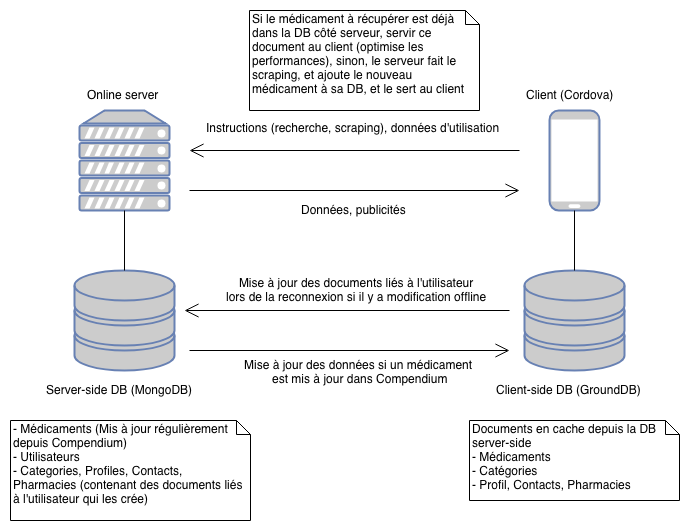 Si le médicament à récupérer est déjà
dans la DB côté serveur, servir ce
document au client (optimise les
performances), sinon, le serveur fait le
scraping, et ajoute le nouveau
médicament à sa DB, et le sert au client
Online server
Client (Cordova)
Instructions (recherche, scraping), données d'utilisation
Données, publicités
Mise à jour des documents liés à l'utilisateur
lors de la reconnexion si il y a modification offline
Mise à jour des données si un médicament
est mis à jour dans Compendium
Server-side DB (MongoDB)
Client-side DB (GroundDB)
- Médicaments (Mis à jour régulièrement
depuis Compendium)
- Utilisateurs
- Categories, Profiles, Contacts,
Pharmacies (contenant des documents liés
à l'utilisateur qui les crée)
Documents en cache depuis la DB
server-side
- Médicaments
- Catégories
- Profil, Contacts, Pharmacies